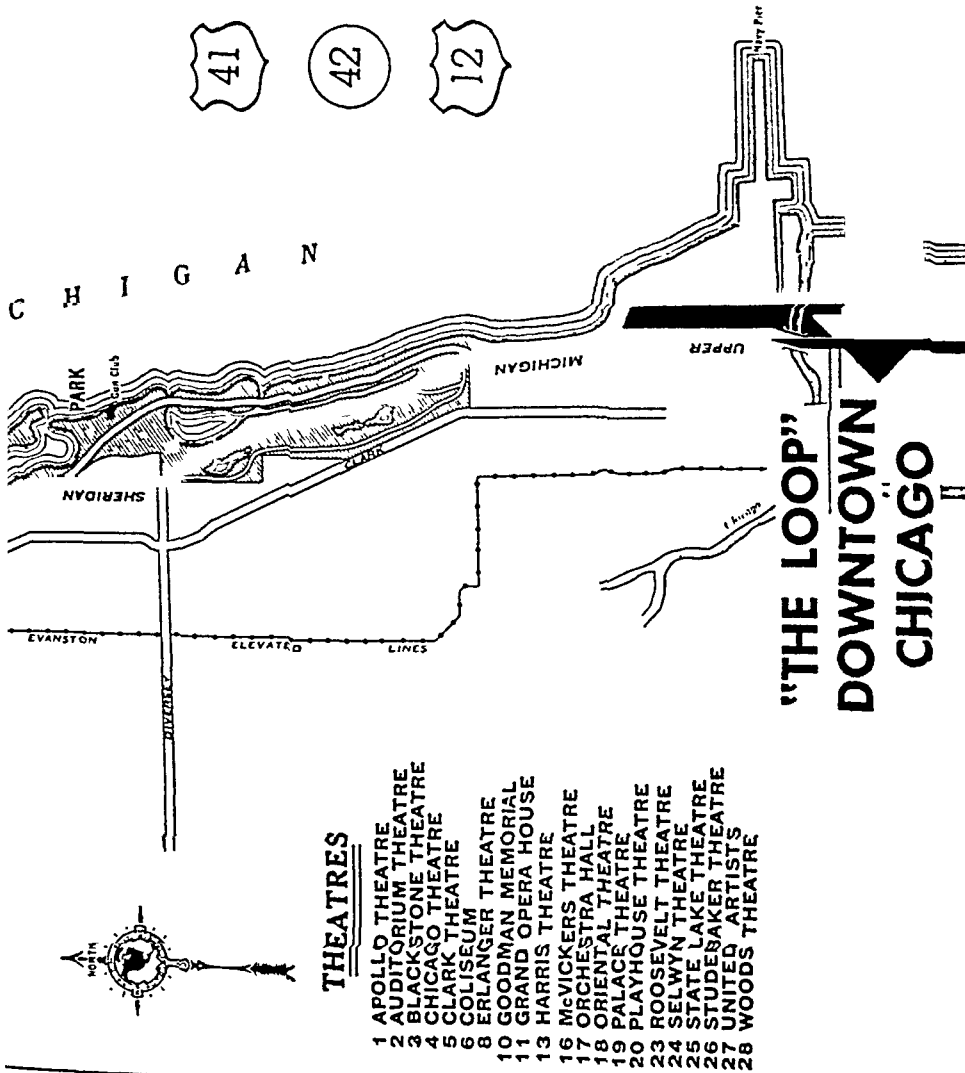 41
42
12
Navy Pier
C H I G A N
PARK
Gun Club
SHERIDAN
CLARK
MICHIGAN
UPPER
EVANSTON
ELEVATED
LINES
DIVERSEY
"THE LOOP"
DOWNTOWN
CHICAGO
NORTH
THEATRES
1 APOLLO THEATRE
2 AUDITORIUM THEATRE
3 BLACKSTONE THEATRE
4 CHICAGO THEATRE
5 CLARK THEATRE
6 COLISEUM
8 ERLANGER THEATRE
10 GOODMAN MEMORIAL
11 GRAND OPERA HOUSE
13 HARRIS THEATRE
16 McVICKERS THEATRE
17 ORCHESTRA HALL
18 ORIENTAL THEATRE
19 PALACE THEATRE
20 PLAYHOUSE THEATRE
23 ROOSEVELT THEATRE
24 SELWYN THEATRE
25 STATE LAKE THEATRE
26 STUDEBAKER THEATRE
27 UNITED ARTISTS
28 WOODS THEATRE